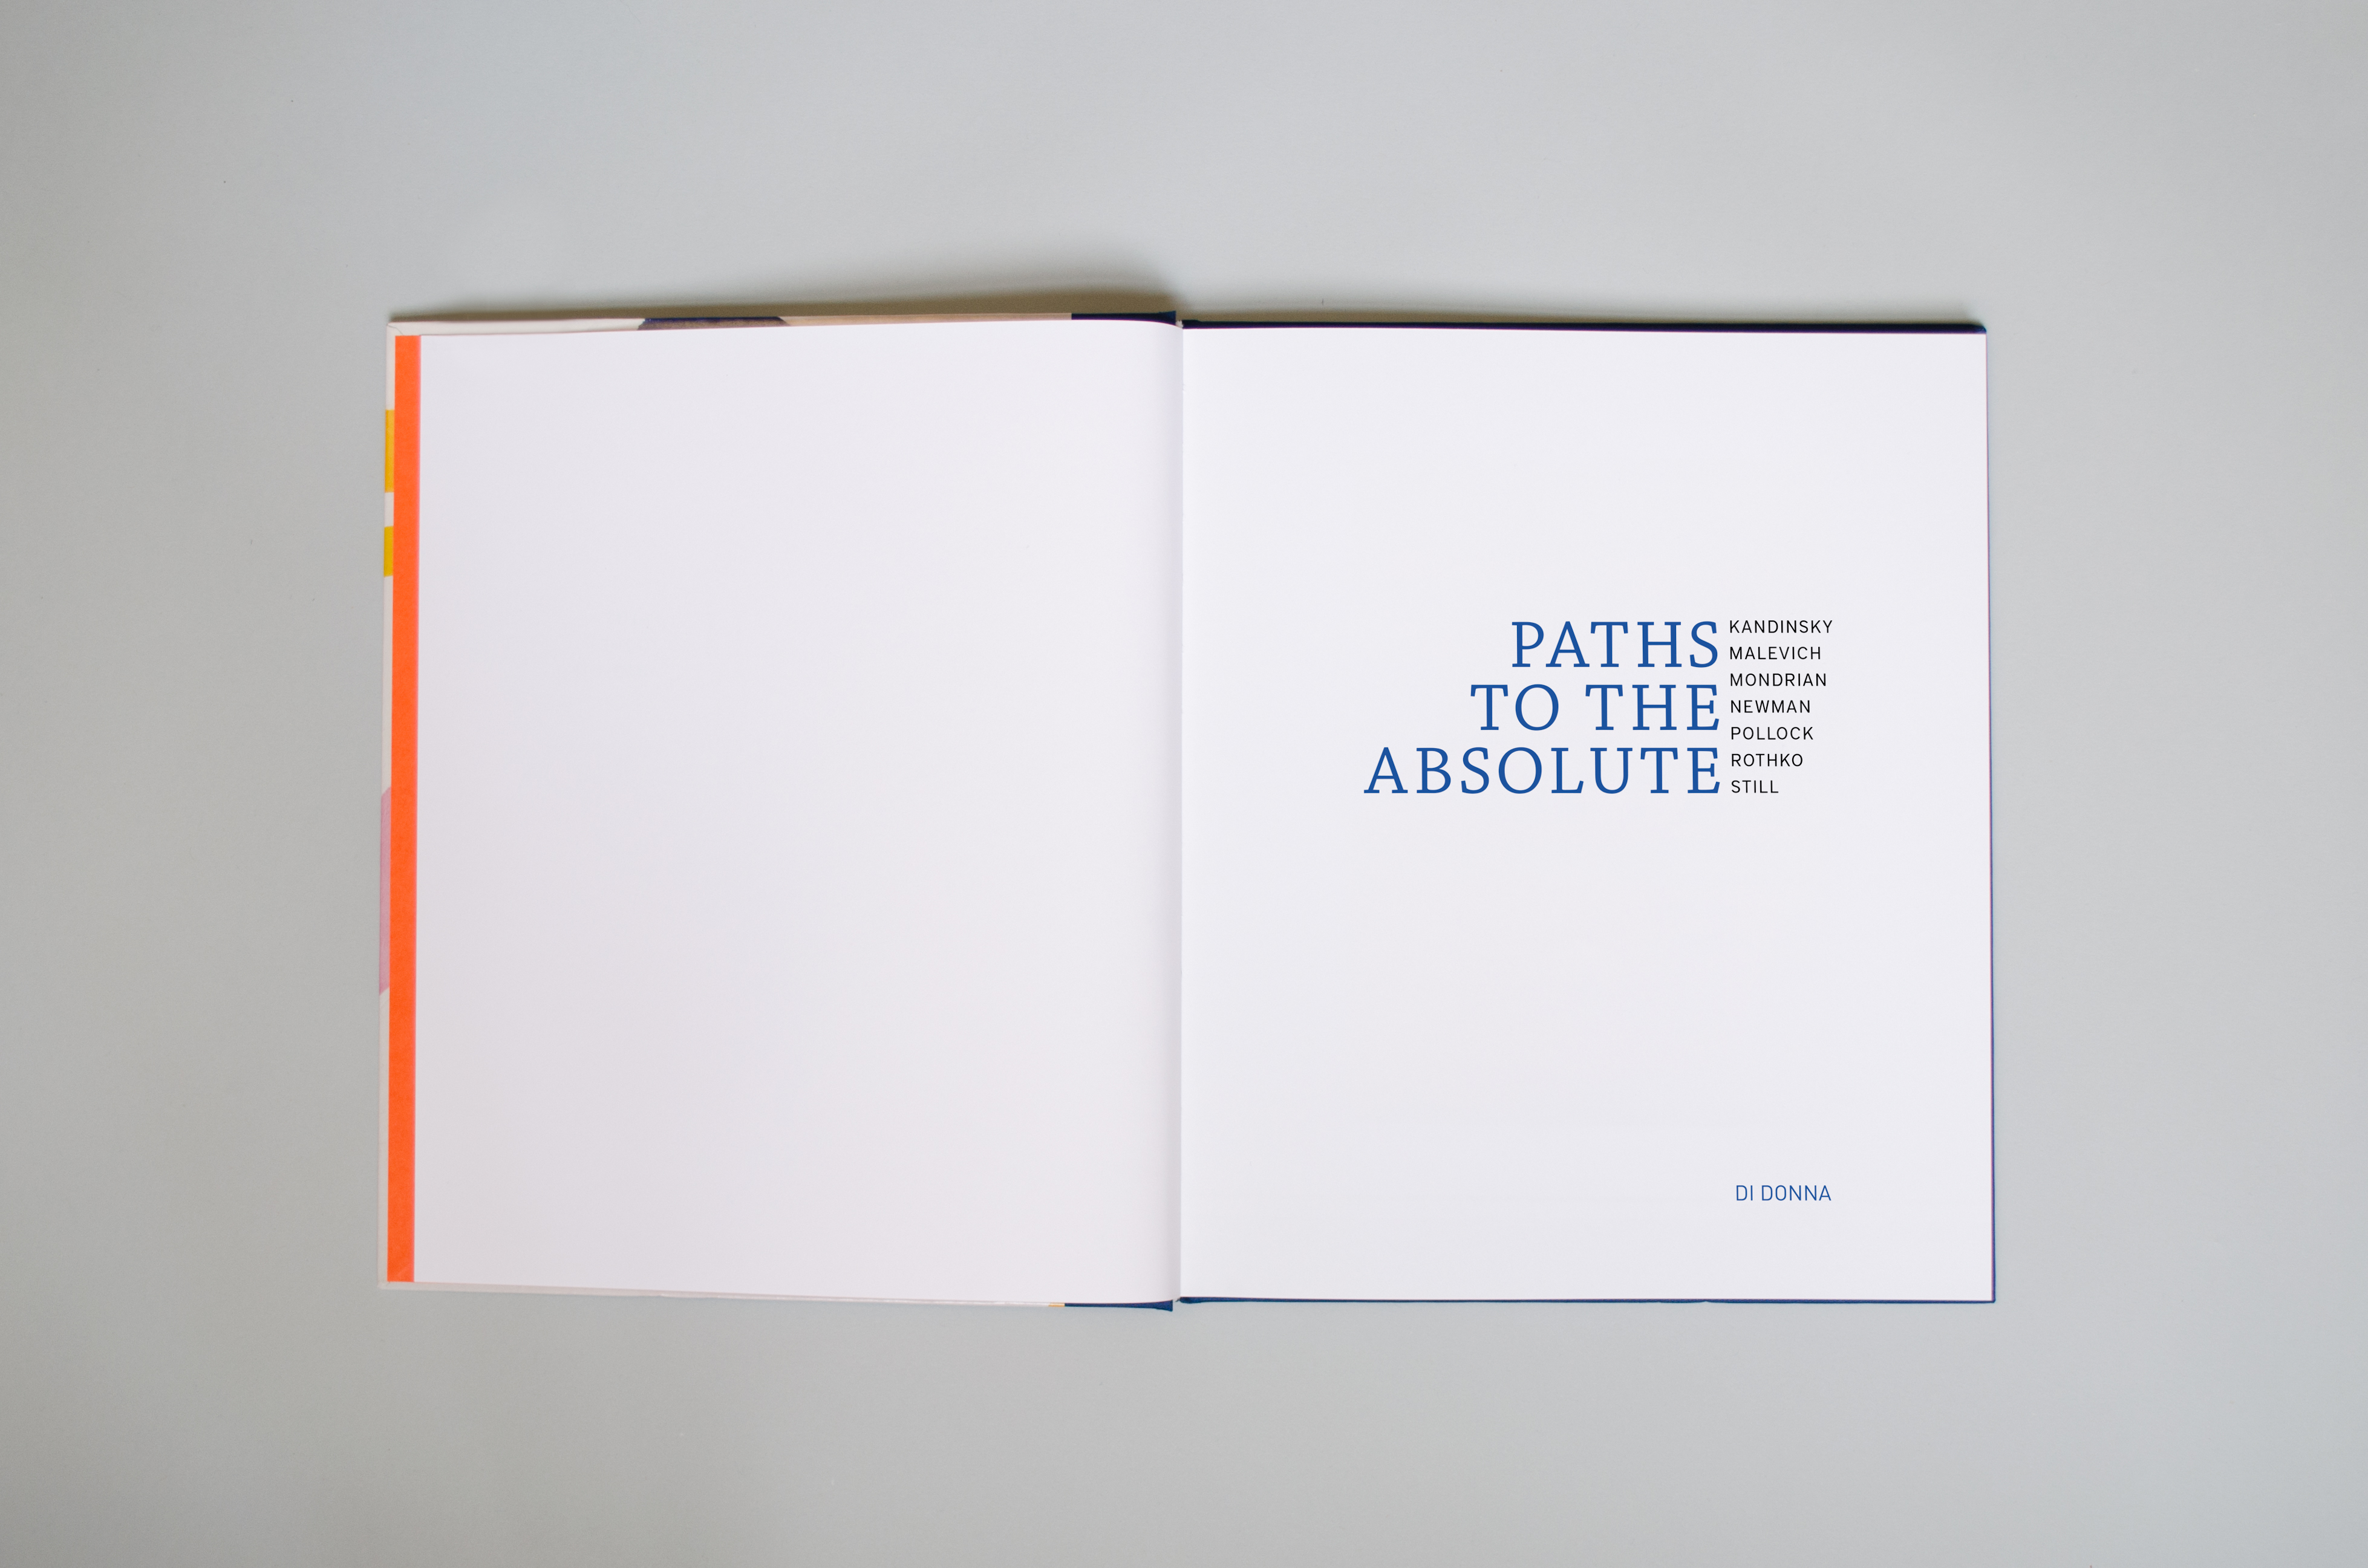 PATHS
TO THE
ABSOLUTE
KANDINSKY
MALEVICH
MONDRIAN
NEWMAN
POLLOCK
ROTHKO
STILL
DI DONNA